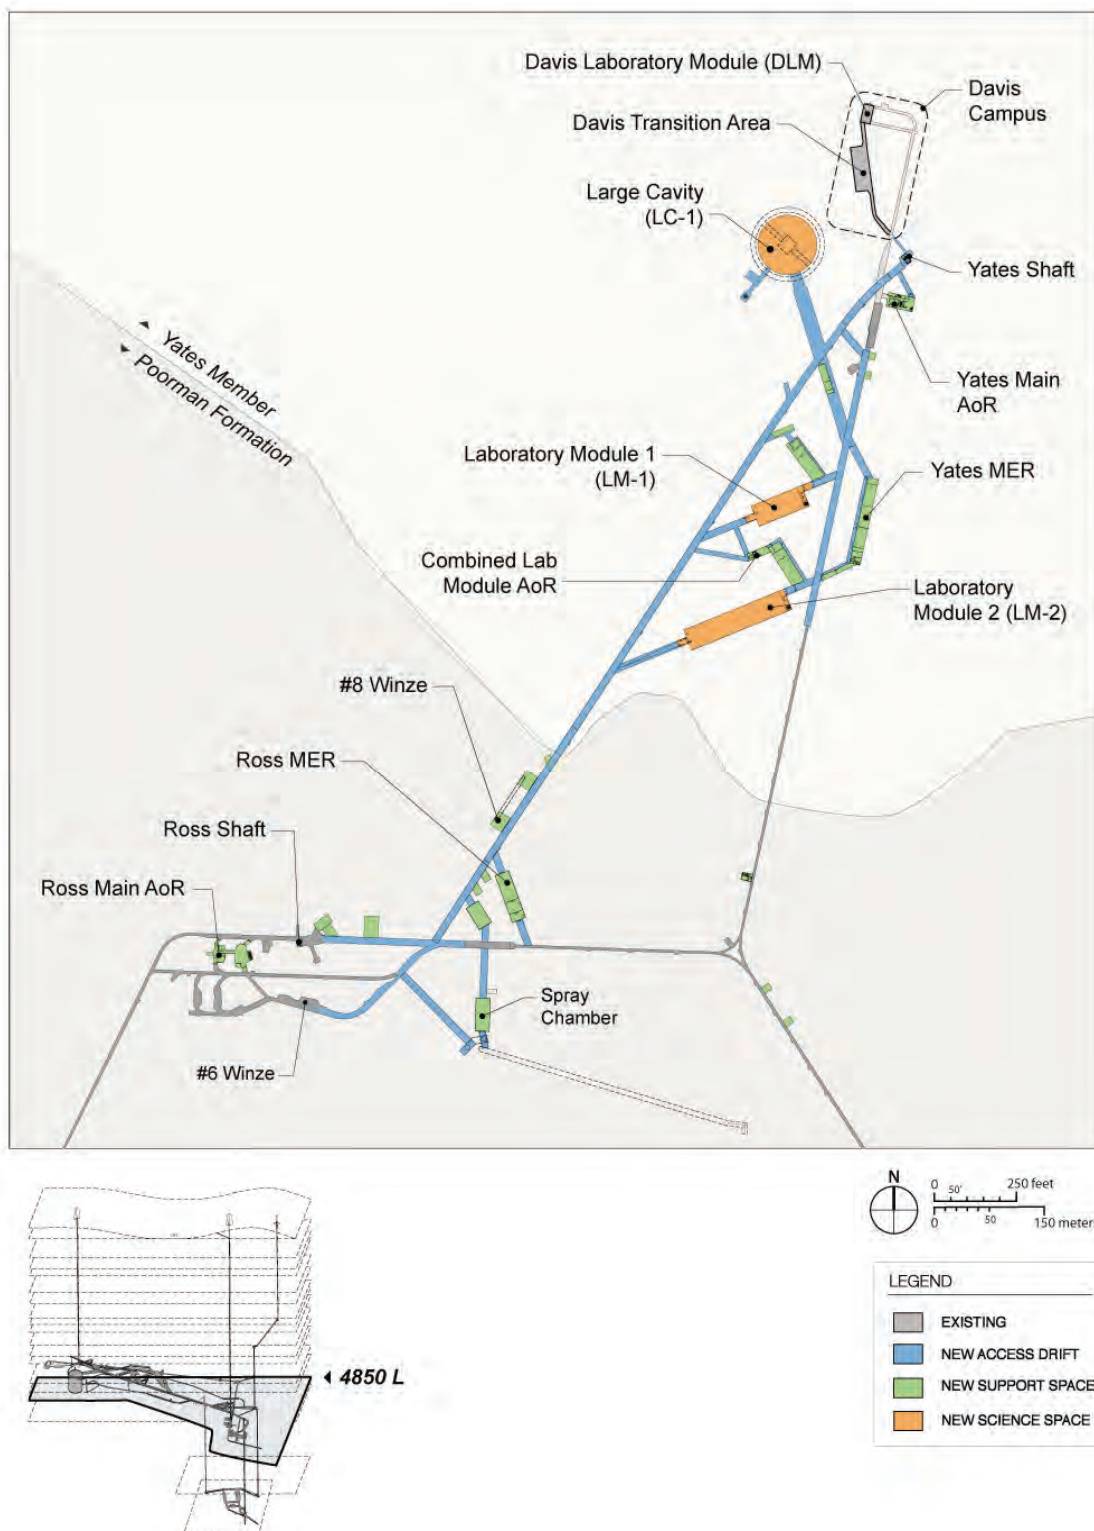 Davis Laboratory Module (DLM)
Davis
Campus
Davis Transition Area
Large Cavity
(LC-1)
Yates Shaft
Yates Member
Poorman Formation
Yates Main
AoR
Laboratory Module 1
(LM-1)
Yates MER
Combined Lab
Module AoR
Laboratory
Module 2 (LM-2)
#8 Winze
Ross MER
Ross Shaft
Ross Main AoR
Spray
Chamber
#6 Winze
4850 L
N
0 50' 250 feet
0 50 150 meters
LEGEND
EXISTING
NEW ACCESS DRIFT
NEW SUPPORT SPACE
NEW SCIENCE SPACE